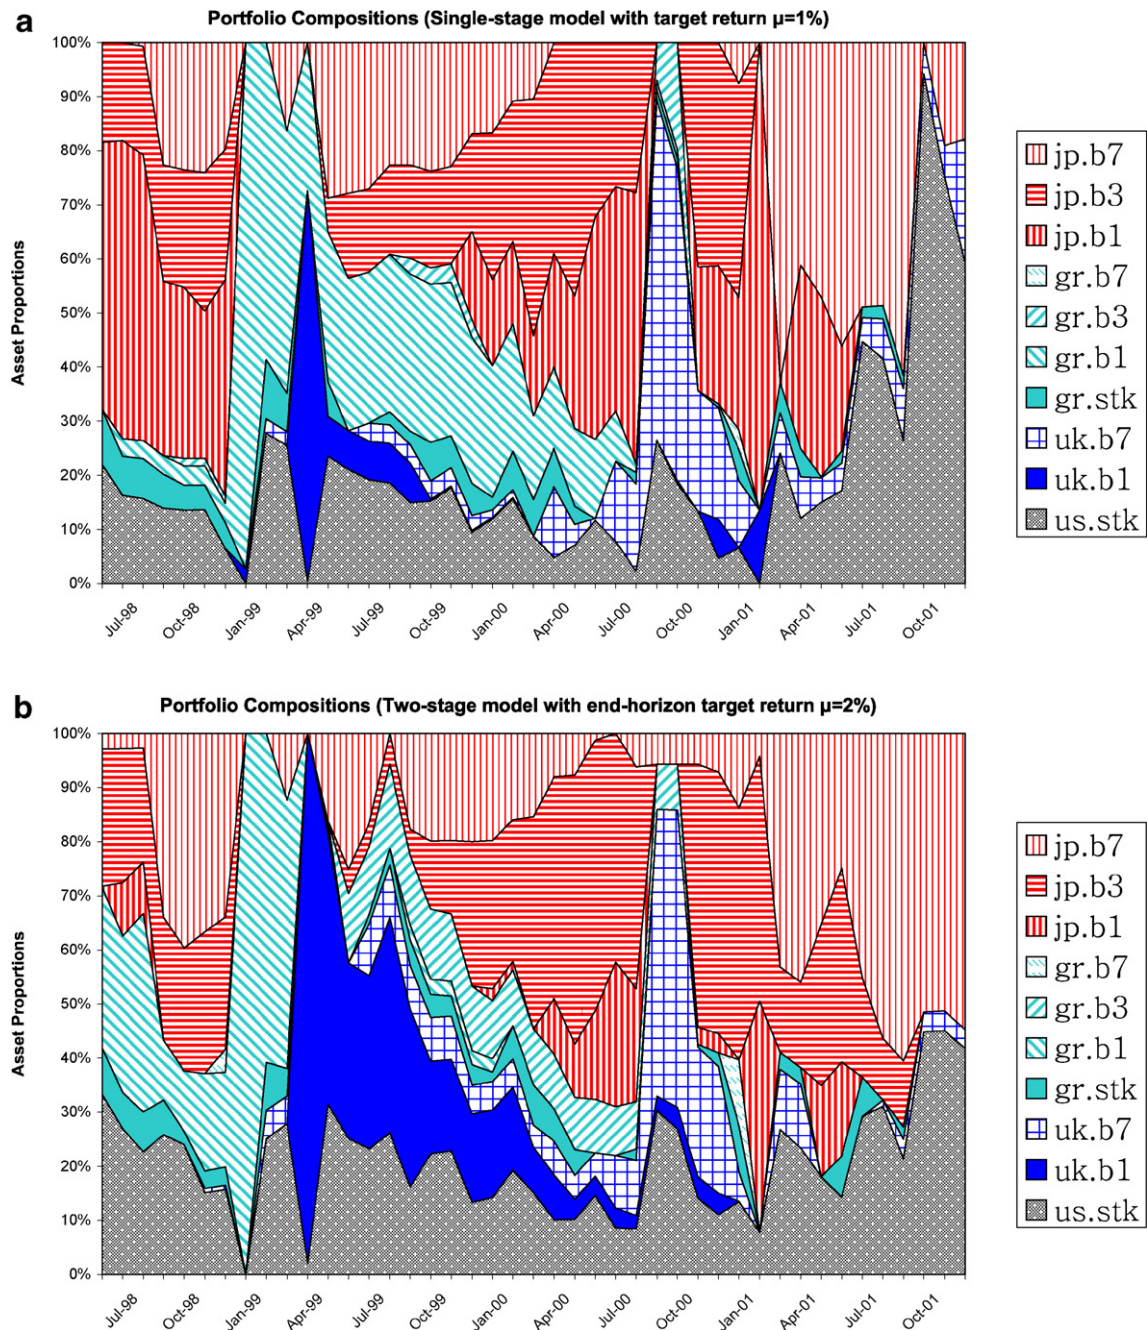 a
Portfolio Compositions (Single-stage model with target return μ=1%)
Asset Proportions
100%
90%
80%
70%
60%
50%
40%
30%
20%
10%
0%
Jul-98
Oct-98
Jan-99
Apr-99
Jul-99
Oct-99
Jan-00
Apr-00
Jul-00
Oct-00
Jan-01
Apr-01
Jul-01
Oct-01
jp.b7
jp.b3
jp.b1
gr.b7
gr.b3
gr.b1
gr.stk
uk.b7
uk.b1
us.stk
b
Portfolio Compositions (Two-stage model with end-horizon target return μ=2%)
Asset Proportions
100%
90%
80%
70%
60%
50%
40%
30%
20%
10%
0%
Jul-98
Oct-98
Jan-99
Apr-99
Jul-99
Oct-99
Jan-00
Apr-00
Jul-00
Oct-00
Jan-01
Apr-01
Jul-01
Oct-01
jp.b7
jp.b3
jp.b1
gr.b7
gr.b3
gr.b1
gr.stk
uk.b7
uk.b1
us.stk